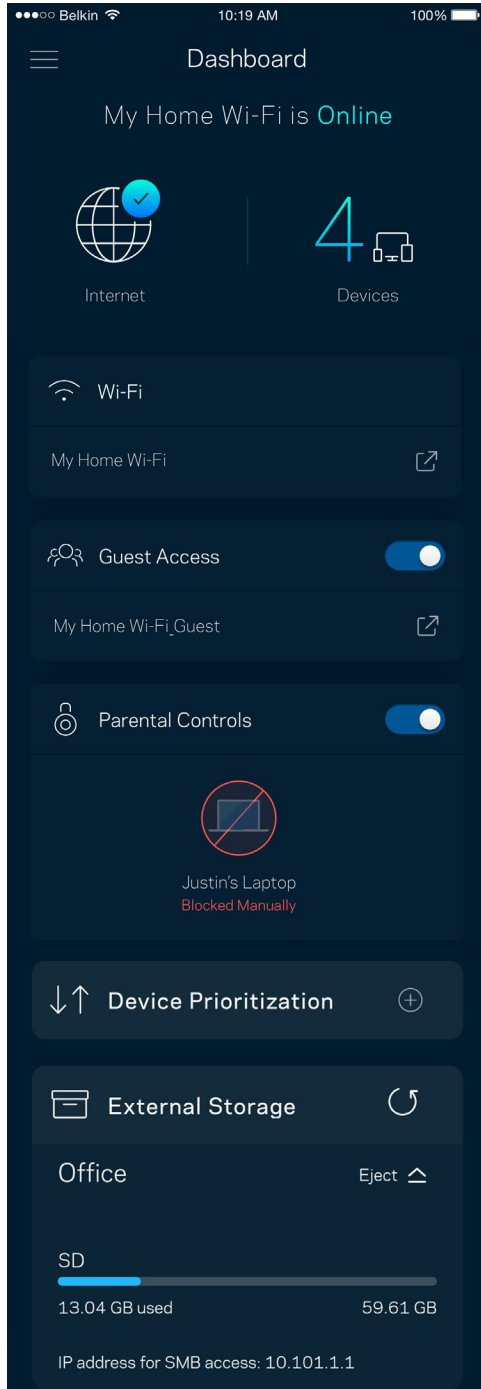 Belkin 10:19 AM 100%
Dashboard
My Home Wi-Fi is Online
4
Internet Devices
Wi-Fi
My Home Wi-Fi
Guest Access
My Home Wi-Fi_Guest
Parental Controls
Justin's Laptop
Blocked Manually
Device Prioritization
External Storage
Office Eject
SD
13.04 GB used 59.61 GB
IP address for SMB access: 10.101.1.1